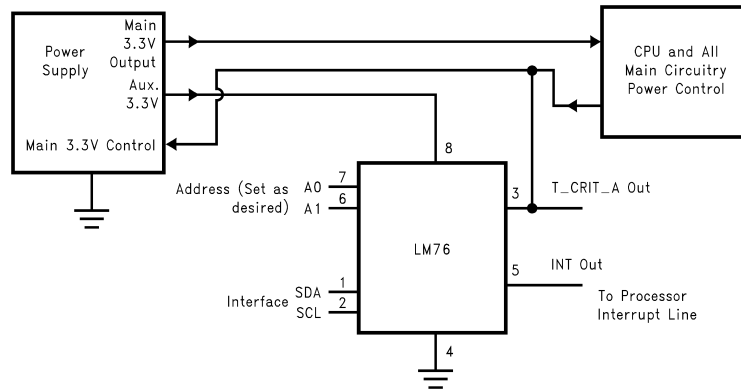 Main
3.3V
Output
Power
Supply
Aux.
3.3V
Main 3.3V Control
CPU and All
Main Circuitry
Power Control
8
Address (Set as
desired)
A0
7
A1
6
3
T_CRIT_A Out
LM76
5
INT Out
Interface
SDA
1
SCL
2
To Processor
Interrupt Line
4